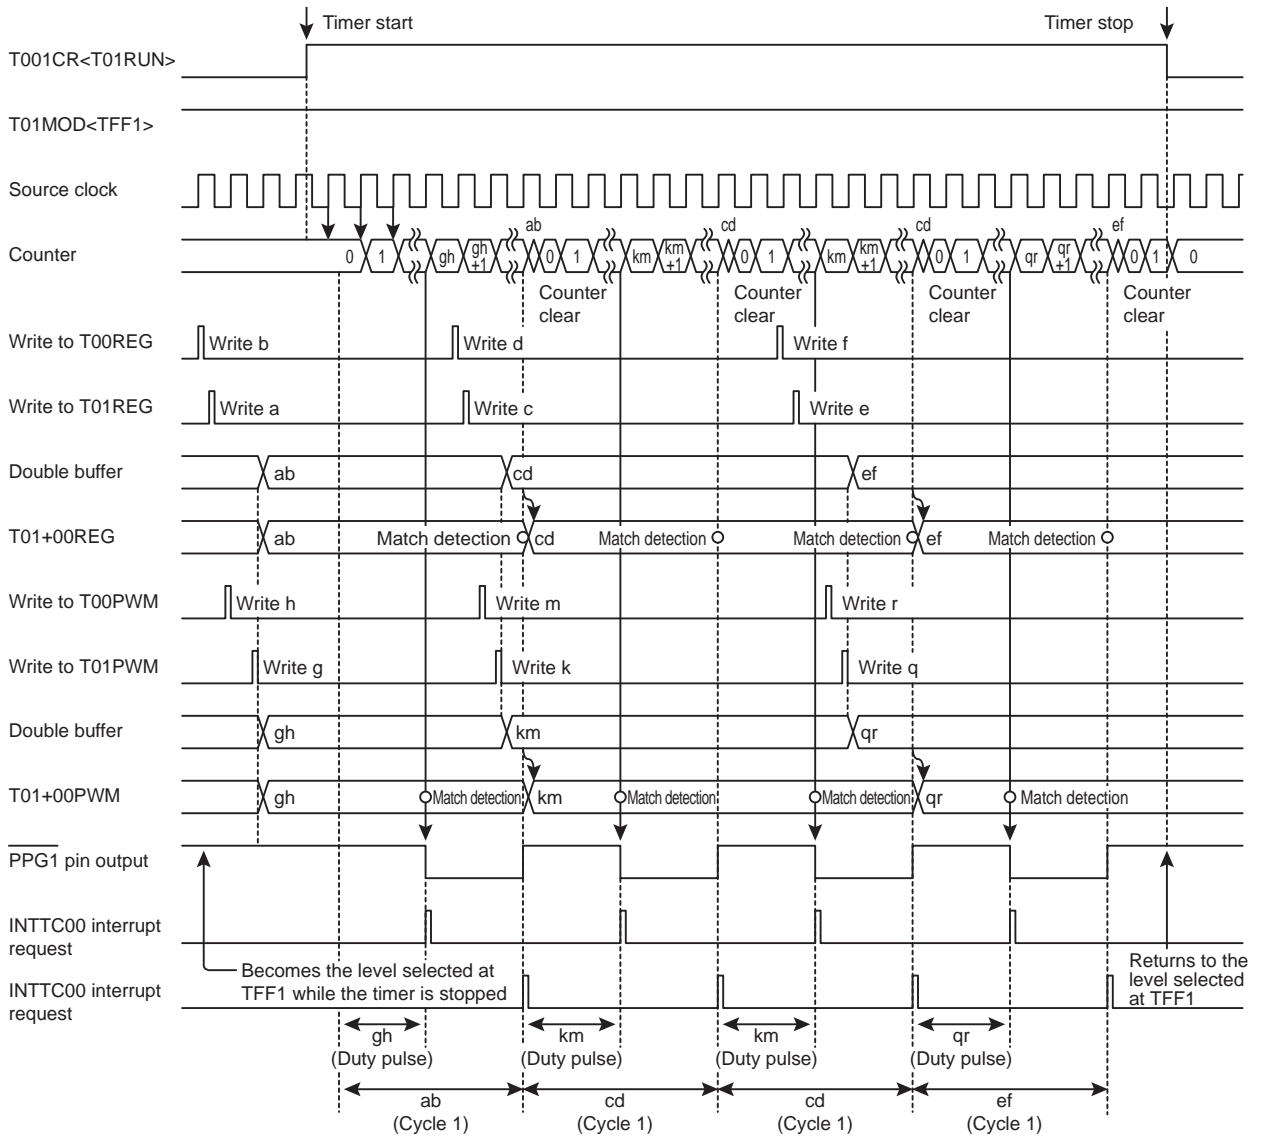 Timer start
Timer stop
T001CR<T01RUN>
T01MOD<TFF1>
Source clock
ab cd cd ef
Counter 0 1 gh gh+1 0 1 km km+1 0 1 km km+1 0 1 qr qr+1 0 1 0
Counter clear Counter clear Counter clear Counter clear
Write to T00REG Write b Write d Write f
Write to T01REG Write a Write c Write e
Double buffer ab cd ef
T01+00REG ab Match detection cd Match detection Match detection ef Match detection
Write to T00PWM Write h Write m Write r
Write to T01PWM Write g Write k Write q
Double buffer gh km qr
T01+00PWM gh Match detection km Match detection Match detection qr Match detection
PPG1 pin output
INTTC00 interrupt
request
Becomes the level selected at
TFF1 while the timer is stopped
Returns to the
level selected
at TFF1
INTTC00 interrupt
request
gh km km qr
(Duty pulse) (Duty pulse) (Duty pulse) (Duty pulse)
ab cd cd ef
(Cycle 1) (Cycle 1) (Cycle 1) (Cycle 1)